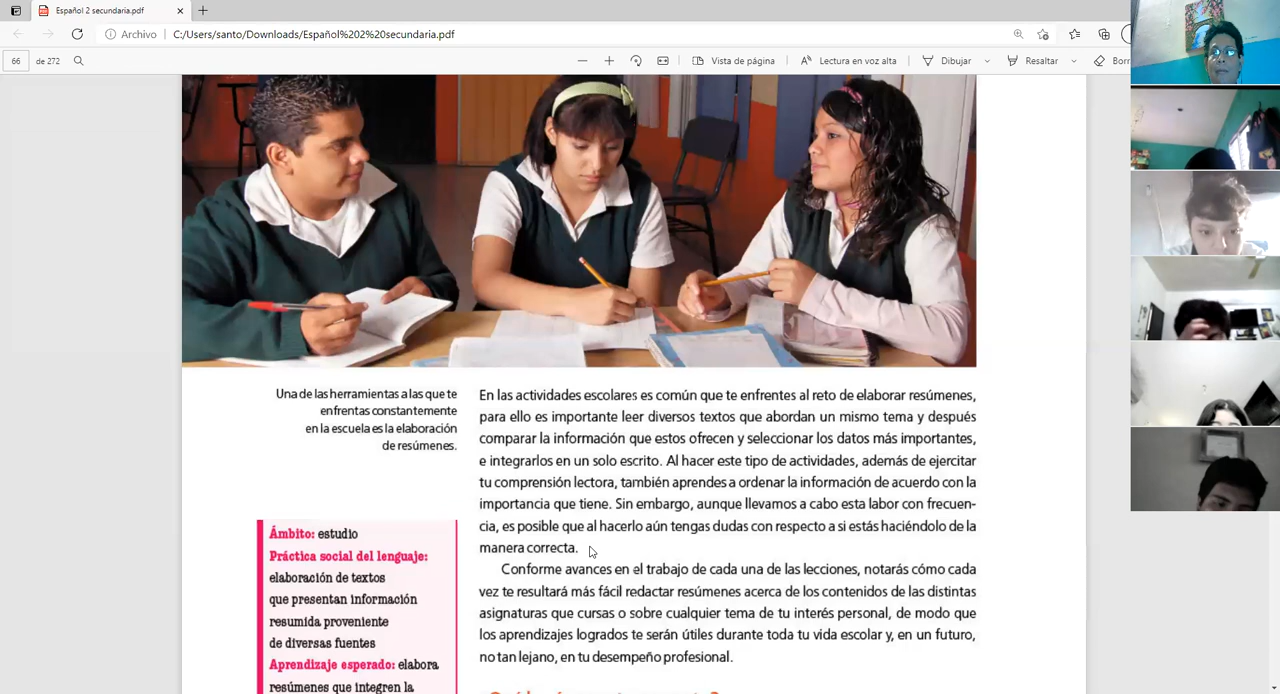 Español 2 secundaria.pdf
Archivo
C:/Users/santo/Downloads/Español%202%20secundaria.pdf
66
de 272
Vista de página
Lectura en voz alta
Dibujar
Resaltar
Borr
Una de las herramientas a las que te
enfrentas constantemente
en la escuela es la elaboración
de resúmenes.
En las actividades escolares es común que te enfrentes al reto de elaborar resúmenes,
para ello es importante leer diversos textos que abordan un mismo tema y después
comparar la información que estos ofrecen y seleccionar los datos más importantes,
e integrarlos en un solo escrito. Al hacer este tipo de actividades, además de ejercitar
tu comprensión lectora, también aprendes a ordenar la información de acuerdo con la
importancia que tiene. Sin embargo, aunque llevamos a cabo esta labor con frecuen-
cia, es posible que al hacerlo aún tengas dudas con respecto a si estás haciéndolo de la
manera correcta.
Conforme avances en el trabajo de cada una de las lecciones, notarás cómo cada
vez te resultará más fácil redactar resúmenes acerca de los contenidos de las distintas
asignaturas que cursas o sobre cualquier tema de tu interés personal, de modo que
los aprendizajes logrados te serán útiles durante toda tu vida escolar y, en un futuro,
no tan lejano, en tu desempeño profesional.
Ámbito: estudio
Práctica social del lenguaje:
elaboración de textos
que presentan información
resumida proveniente
de diversas fuentes
Aprendizaje esperado: elabora
resúmenes que integren la